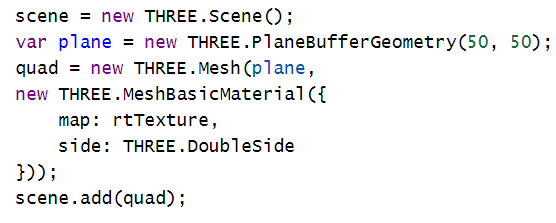 scene = new THREE.Scene();
var plane = new THREE.PlaneBufferGeometry(50, 50);
quad = new THREE.Mesh(plane,
new THREE.MeshBasicMaterial({
    map: rtTexture,
    side: THREE.DoubleSide
}));
scene.add(quad);